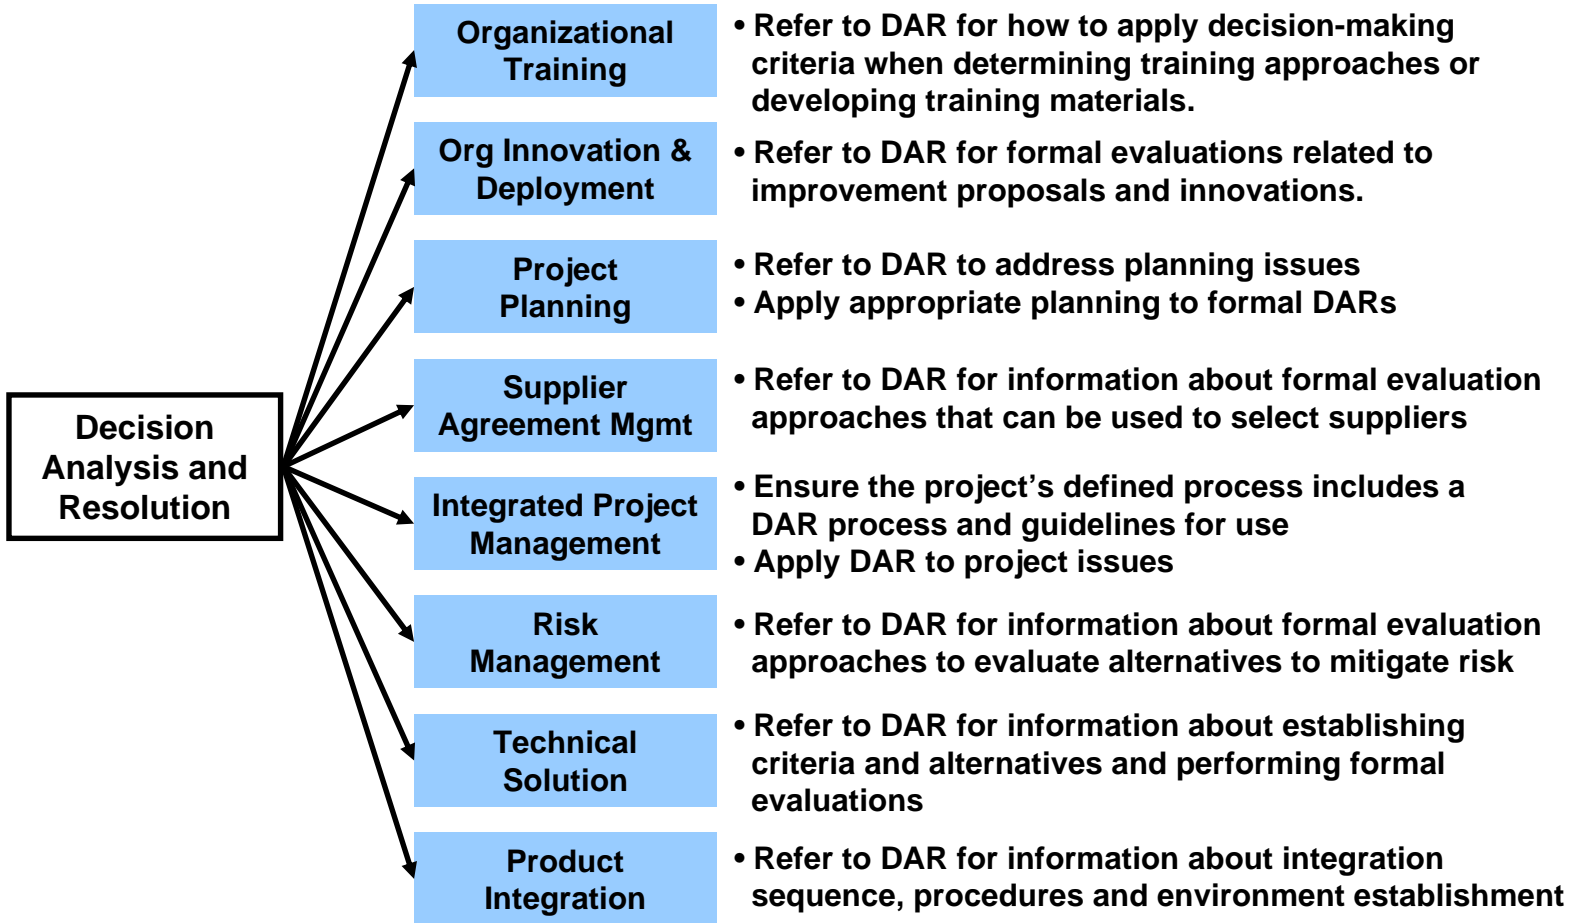 Decision
Analysis and
Resolution
Organizational
Training
• Refer to DAR for how to apply decision-making
criteria when determining training approaches or
developing training materials.
Org Innovation &
Deployment
• Refer to DAR for formal evaluations related to
improvement proposals and innovations.
Project
Planning
• Refer to DAR to address planning issues
• Apply appropriate planning to formal DARs
Supplier
Agreement Mgmt
• Refer to DAR for information about formal evaluation
approaches that can be used to select suppliers
Integrated Project
Management
• Ensure the project’s defined process includes a
DAR process and guidelines for use
• Apply DAR to project issues
Risk
Management
• Refer to DAR for information about formal evaluation
approaches to evaluate alternatives to mitigate risk
Technical
Solution
• Refer to DAR for information about establishing
criteria and alternatives and performing formal
evaluations
Product
Integration
• Refer to DAR for information about integration
sequence, procedures and environment establishment